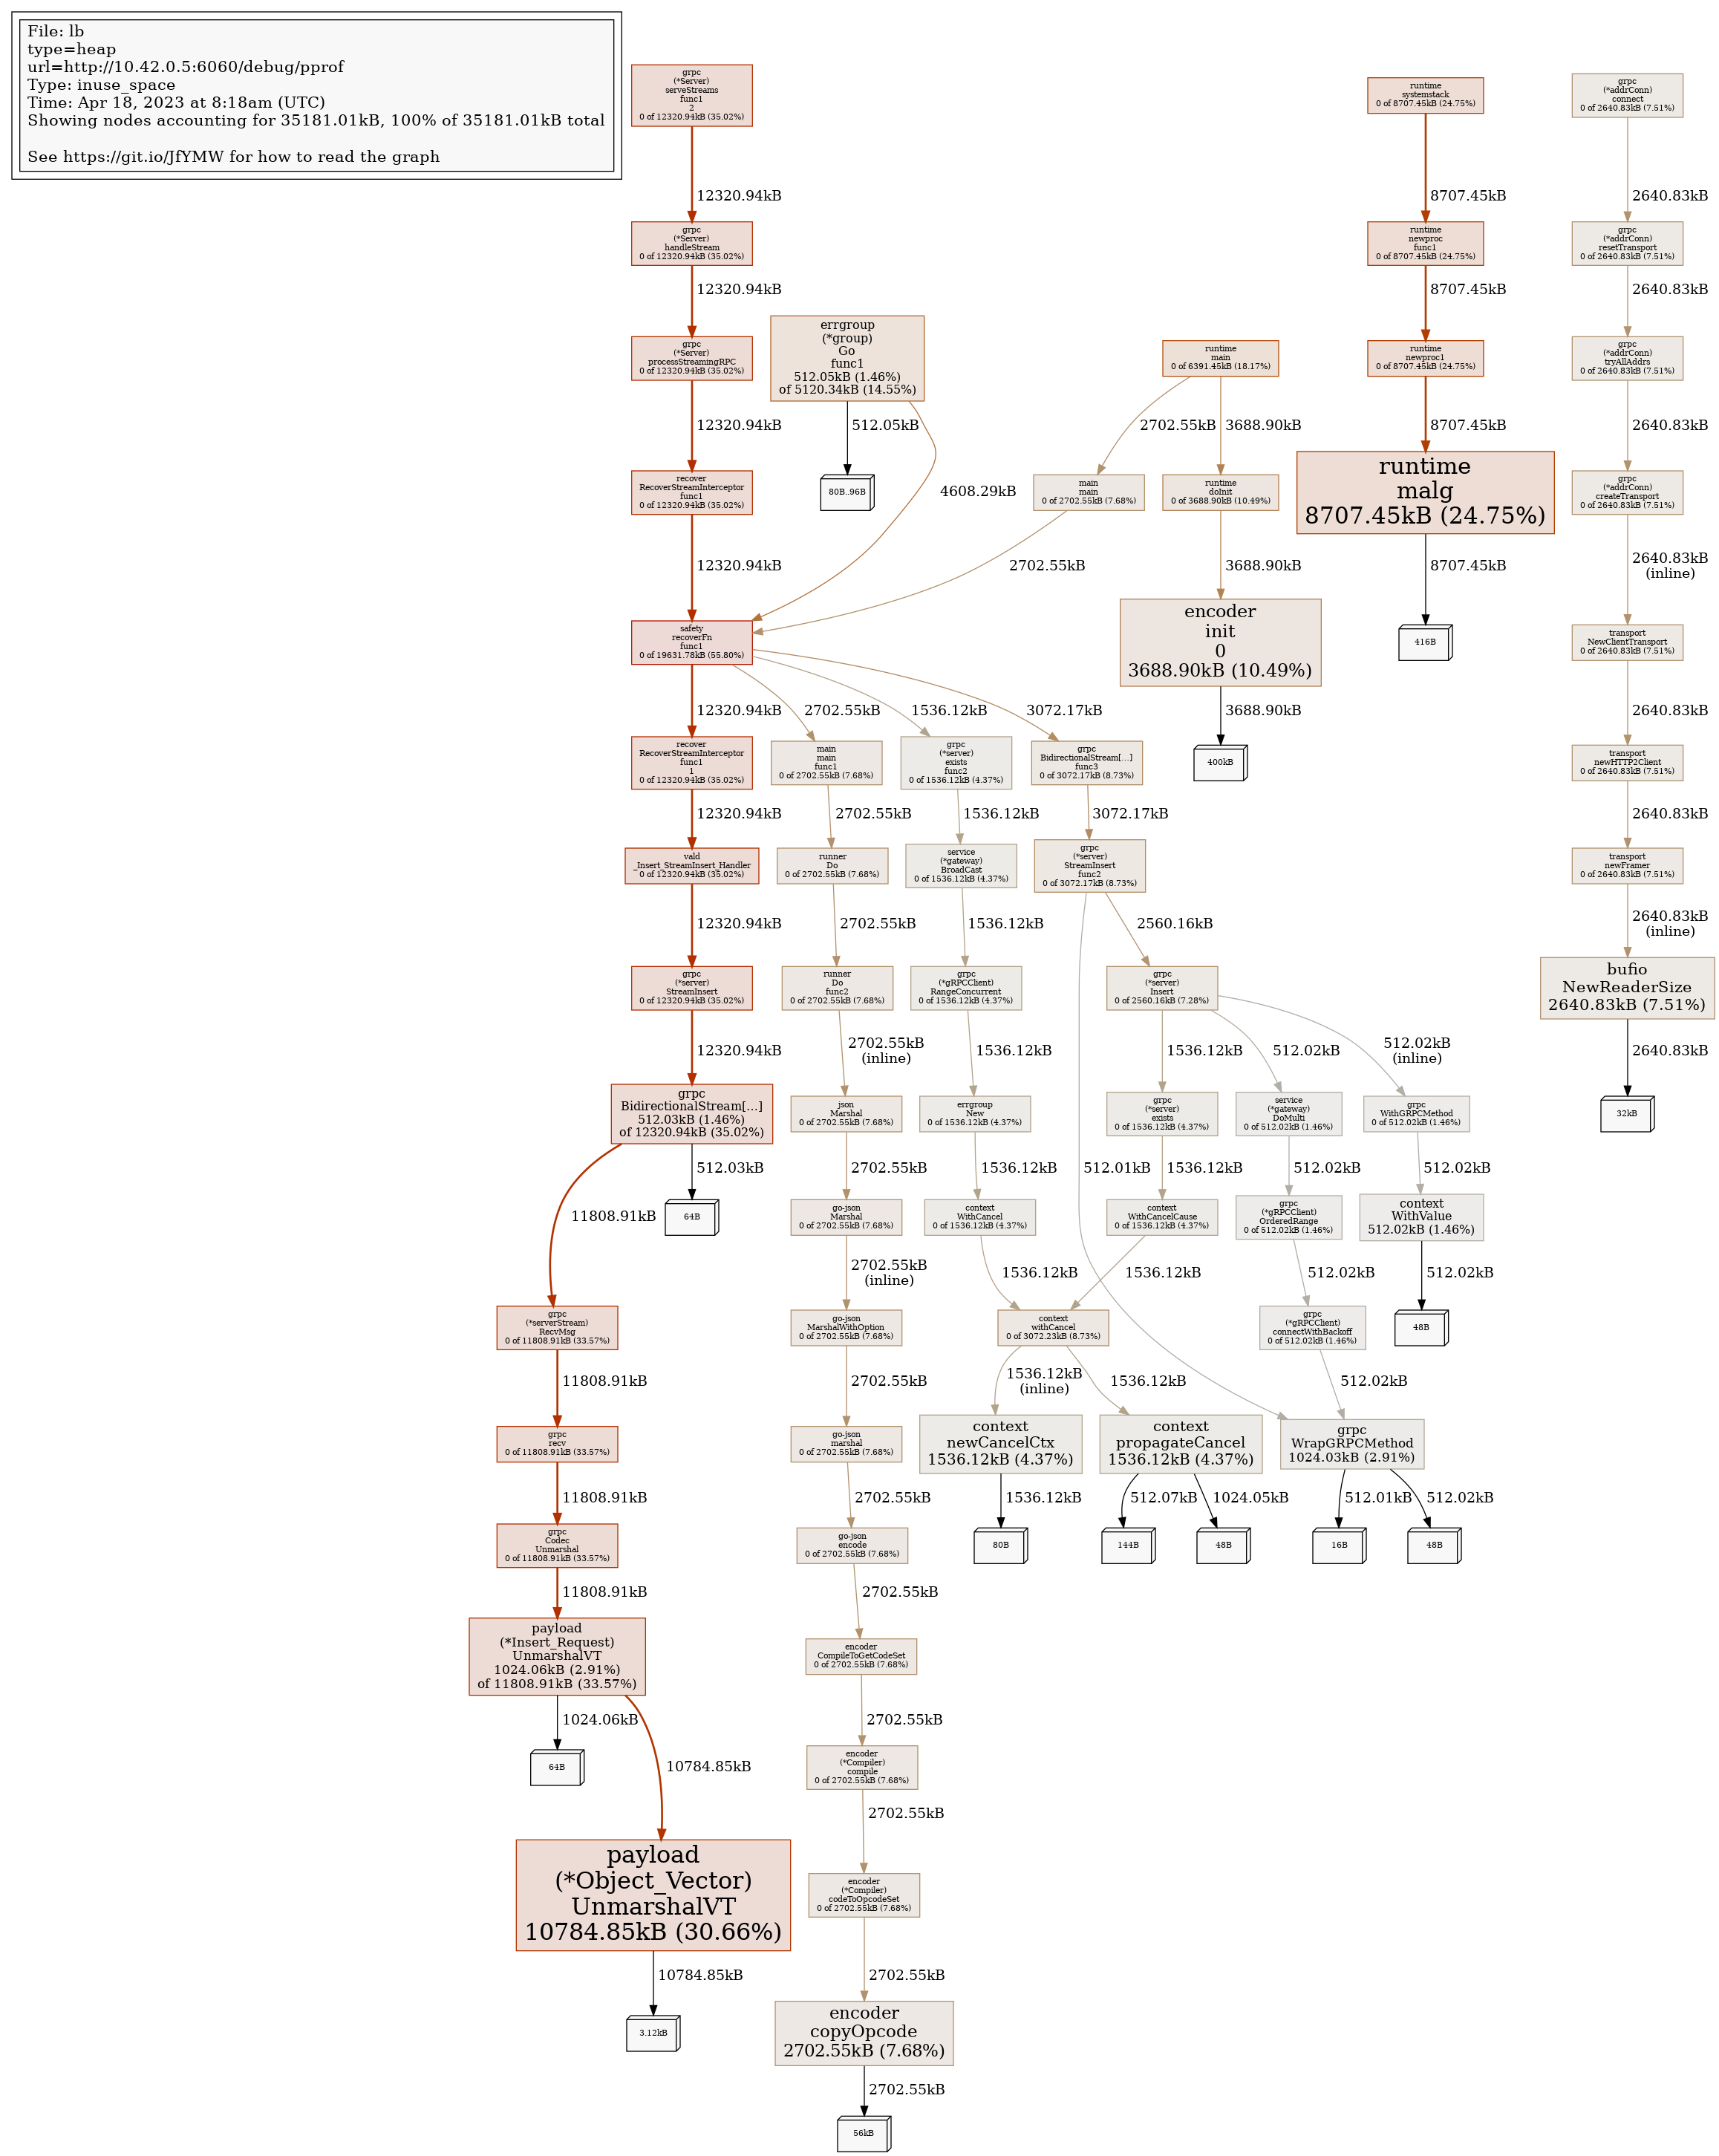 File: lb
type=heap
url=http://10.42.0.5:6060/debug/pprof
Type: inuse_space
Time: Apr 18, 2023 at 8:18am (UTC)
Showing nodes accounting for 35181.01kB, 100% of 35181.01kB total
See https://git.io/JfYMW for how to read the graph
grpc
(*Server)
serveStreams
func1
2
0 of 12320.94kB (35.02%)
12320.94kB
grpc
(*Server)
handleStream
0 of 12320.94kB (35.02%)
12320.94kB
grpc
(*Server)
processStreamingRPC
0 of 12320.94kB (35.02%)
12320.94kB
recover
RecoverStreamInterceptor
func1
0 of 12320.94kB (35.02%)
12320.94kB
errgroup
(*group)
Go
func1
512.05kB (1.46%)
of 5120.34kB (14.55%)
512.05kB
80B..96B
4608.29kB
runtime
main
0 of 6391.45kB (18.17%)
2702.55kB
3688.90kB
main
main
0 of 2702.55kB (7.68%)
2702.55kB
runtime
doInit
0 of 3688.90kB (10.49%)
3688.90kB
encoder
init
0
3688.90kB (10.49%)
3688.90kB
400kB
runtime
systemstack
0 of 8707.45kB (24.75%)
8707.45kB
runtime
newproc
func1
0 of 8707.45kB (24.75%)
8707.45kB
runtime
newproc1
0 of 8707.45kB (24.75%)
8707.45kB
runtime
malg
8707.45kB (24.75%)
8707.45kB
416B
grpc
(*addrConn)
connect
0 of 2640.83kB (7.51%)
2640.83kB
grpc
(*addrConn)
resetTransport
0 of 2640.83kB (7.51%)
2640.83kB
grpc
(*addrConn)
tryAllAddrs
0 of 2640.83kB (7.51%)
2640.83kB
grpc
(*addrConn)
createTransport
0 of 2640.83kB (7.51%)
2640.83kB
(inline)
transport
NewClientTransport
0 of 2640.83kB (7.51%)
2640.83kB
transport
newHTTP2Client
0 of 2640.83kB (7.51%)
2640.83kB
transport
newFramer
0 of 2640.83kB (7.51%)
2640.83kB
(inline)
bufio
NewReaderSize
2640.83kB (7.51%)
2640.83kB
32kB
safety
recoverFn
func1
0 of 19631.78kB (55.80%)
12320.94kB
2702.55kB
1536.12kB
3072.17kB
recover
RecoverStreamInterceptor
func1
1
0 of 12320.94kB (35.02%)
12320.94kB
vald
_Insert_StreamInsert_Handler
0 of 12320.94kB (35.02%)
12320.94kB
grpc
(*server)
StreamInsert
0 of 12320.94kB (35.02%)
12320.94kB
grpc
BidirectionalStream[...]
512.03kB (1.46%)
of 12320.94kB (35.02%)
512.03kB
64B
11808.91kB
grpc
(*serverStream)
RecvMsg
0 of 11808.91kB (33.57%)
11808.91kB
grpc
recv
0 of 11808.91kB (33.57%)
11808.91kB
grpc
Codec
Unmarshal
0 of 11808.91kB (33.57%)
11808.91kB
payload
(*Insert_Request)
UnmarshalVT
1024.06kB (2.91%)
of 11808.91kB (33.57%)
1024.06kB
64B
10784.85kB
payload
(*Object_Vector)
UnmarshalVT
10784.85kB (30.66%)
10784.85kB
3.12kB
main
main
func1
0 of 2702.55kB (7.68%)
2702.55kB
runner
Do
0 of 2702.55kB (7.68%)
2702.55kB
runner
Do
func2
0 of 2702.55kB (7.68%)
2702.55kB
(inline)
json
Marshal
0 of 2702.55kB (7.68%)
2702.55kB
go-json
Marshal
0 of 2702.55kB (7.68%)
2702.55kB
(inline)
go-json
MarshalWithOption
0 of 2702.55kB (7.68%)
2702.55kB
go-json
marshal
0 of 2702.55kB (7.68%)
2702.55kB
go-json
encode
0 of 2702.55kB (7.68%)
2702.55kB
encoder
CompileToGetCodeSet
0 of 2702.55kB (7.68%)
2702.55kB
encoder
(*Compiler)
compile
0 of 2702.55kB (7.68%)
2702.55kB
encoder
(*Compiler)
codeToOpcodeSet
0 of 2702.55kB (7.68%)
2702.55kB
encoder
copyOpcode
2702.55kB (7.68%)
2702.55kB
56kB
grpc
(*server)
exists
func2
0 of 1536.12kB (4.37%)
1536.12kB
service
(*gateway)
BroadCast
0 of 1536.12kB (4.37%)
1536.12kB
grpc
(*gRPCClient)
RangeConcurrent
0 of 1536.12kB (4.37%)
1536.12kB
errgroup
New
0 of 1536.12kB (4.37%)
1536.12kB
context
WithCancel
0 of 1536.12kB (4.37%)
1536.12kB
grpc
BidirectionalStream[...]
func3
0 of 3072.17kB (8.73%)
3072.17kB
grpc
(*server)
StreamInsert
func2
0 of 3072.17kB (8.73%)
512.01kB
2560.16kB
grpc
(*server)
Insert
0 of 2560.16kB (7.28%)
1536.12kB
512.02kB
512.02kB
(inline)
grpc
(*server)
exists
0 of 1536.12kB (4.37%)
1536.12kB
context
WithCancelCause
0 of 1536.12kB (4.37%)
1536.12kB
context
withCancel
0 of 3072.23kB (8.73%)
1536.12kB
(inline)
1536.12kB
context
newCancelCtx
1536.12kB (4.37%)
1536.12kB
80B
context
propagateCancel
1536.12kB (4.37%)
512.07kB
1024.05kB
144B
48B
service
(*gateway)
DoMulti
0 of 512.02kB (1.46%)
512.02kB
grpc
(*gRPCClient)
OrderedRange
0 of 512.02kB (1.46%)
512.02kB
grpc
(*gRPCClient)
connectWithBackoff
0 of 512.02kB (1.46%)
512.02kB
grpc
WrapGRPCMethod
1024.03kB (2.91%)
512.01kB
512.02kB
16B
48B
grpc
WithGRPCMethod
0 of 512.02kB (1.46%)
512.02kB
context
WithValue
512.02kB (1.46%)
512.02kB
48B